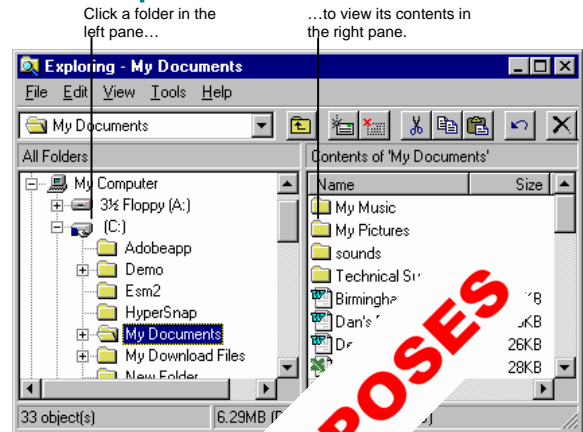 Click a folder in the
left pane…
…to view its contents in
the right pane.
Exploring - My Documents
File Edit View Tools Help
My Documents
All Folders
Contents of 'My Documents'
My Computer
3½ Floppy (A:)
(C:)
Adobeapp
Demo
Esm2
HyperSnap
My Documents
My Download Files
New Folder
Name Size
My Music
My Pictures
sounds
Technical
Dan's
26KB
28KB
33 object(s)
6.29MB
POSES